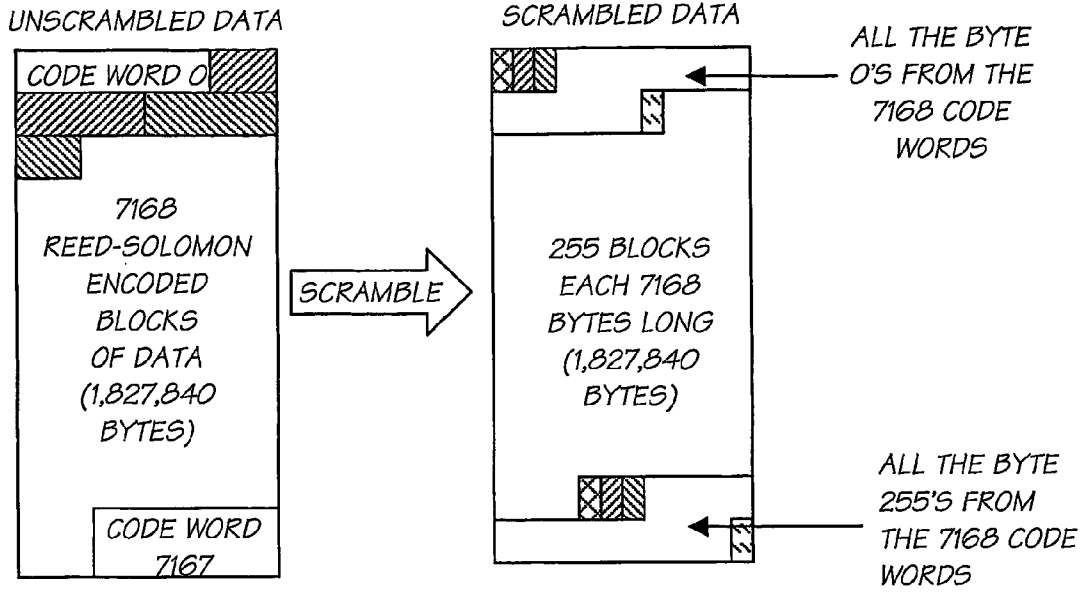 UNSCRAMBLED DATA
CODE WORD 0
7168
REED-SOLOMON
ENCODED
BLOCKS
OF DATA
(1,827,840
BYTES)
CODE WORD
7167
SCRAMBLE
SCRAMBLED DATA
255 BLOCKS
EACH 7168
BYTES LONG
(1,827,840
BYTES)
ALL THE BYTE
0'S FROM THE
7168 CODE
WORDS
ALL THE BYTE
255'S FROM
THE 7168 CODE
WORDS